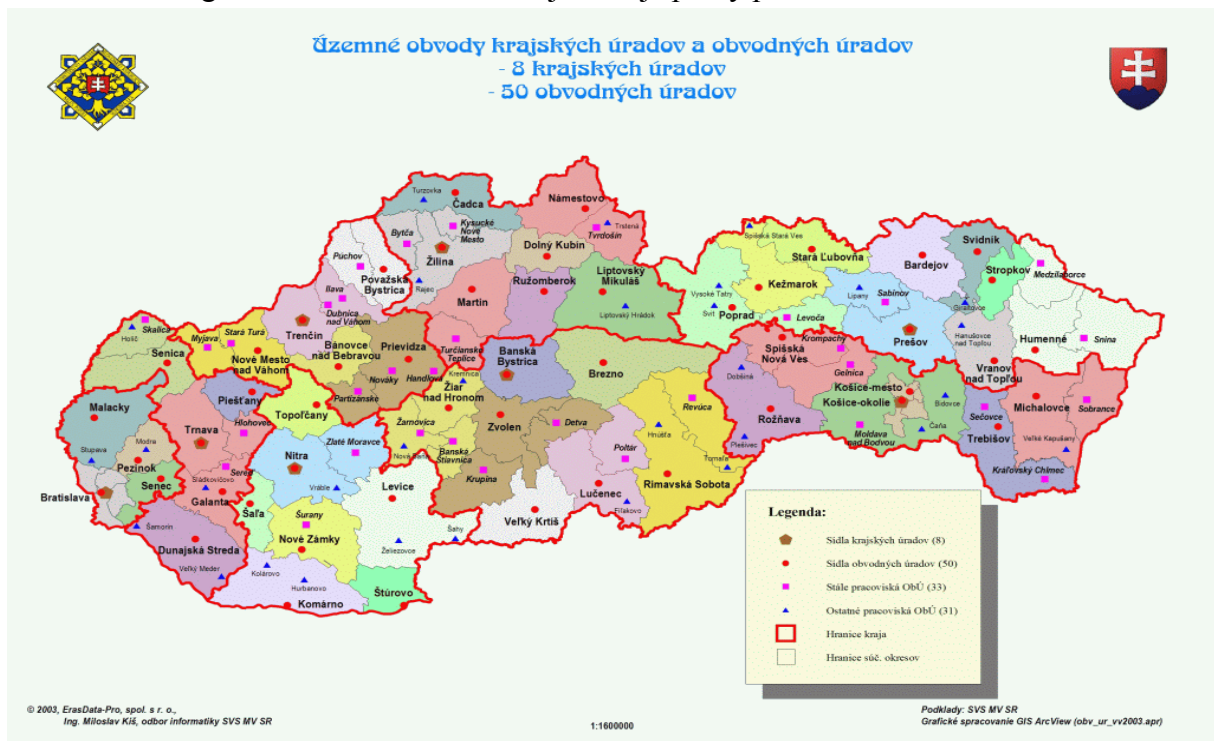 Územné obvody krajských úradov a obvodných úradov
- 8 krajských úradov
- 50 obvodných úradov
Turzovka
Čadca
Námestovo
Trstená
Tvrdošín
Kysucké
Nové
Mesto
Bytča
Žilina
Rajec
Dolný Kubín
Púchov
Považská
Bystrica
Ilava
Dubnica
nad Váhom
Trenčín
Martin
Ružomberok
Liptovský
Mikuláš
Liptovský Hrádok
Turčianske
Teplice
Spišská Stará Ves
Stará Ľubovňa
Kežmarok
Vysoké Tatry
Svit
Poprad
Levoča
Bardejov
Svidník
Stropkov
Medzilaborce
Lipany
Sabinov
Prešov
Giraltovce
Hanušovce
nad Topľou
Humenné
Snina
Vranov
nad Topľou
Skalica
Holíč
Senica
Myjava
Stará Turá
Nové Mesto
nad Váhom
Bánovce
nad Bebravou
Prievidza
Nováky
Handlová
Partizánske
Banská
Bystrica
Brezno
Kremnica
Žiar
nad Hronom
Žarnovica
Nová Baňa
Banská
Štiavnica
Zvolen
Detva
Krupina
Revúca
Hnúšťa
Tornaľa
Poltár
Lučenec
Fiľakovo
Rimavská Sobota
Veľký Krtíš
Spišská
Nová Ves
Krompachy
Gelnica
Dobšiná
Rožňava
Plešivec
Košice-mesto
Košice-okolie
Moldava
nad Bodvou
Bidovce
Čaňa
Sečovce
Trebišov
Michalovce
Sobrance
Veľké Kapušany
Kráľovský Chlmec
Malacky
Stupava
Modra
Pezinok
Senec
Bratislava
Piešťany
Hlohovec
Trnava
Sereď
Sládkovičovo
Galanta
Šamorín
Dunajská Streda
Veľký Meder
Topoľčany
Zlaté Moravce
Nitra
Vráble
Šaľa
Šurany
Nové Zámky
Levice
Šahy
Želiezovce
Kolárovo
Hurbanovo
Komárno
Štúrovo
Legenda:
Sídla krajských úradov (8)
Sídla obvodných úradov (50)
Stále pracoviská ObÚ (33)
Ostatné pracoviská ObÚ (31)
Hranice kraja
Hranice súč. okresov
© 2003, ErasData-Pro, spol. s r. o.,
Ing. Miloslav Kiš, odbor informatiky SVS MV SR
1:1600000
Podklady: SVS MV SR
Grafické spracovanie GIS ArcView (obv_ur_vv2003.apr)